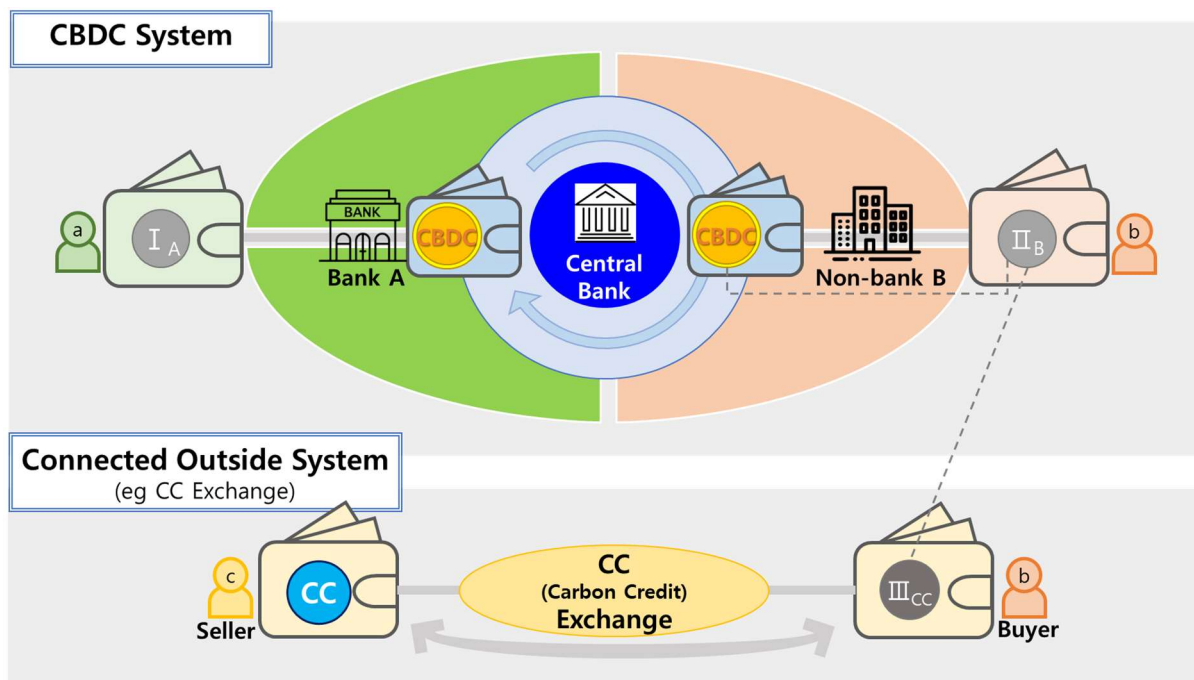 CBDC System
a
Ⅰ A
BANK
Bank A
CBDC
Central
Bank
CBDC
Non-bank B
Ⅱ B
b
Connected Outside System
(eg CC Exchange)
c
Seller
CC
CC
(Carbon Credit)
Exchange
Ⅲ CC
b
Buyer